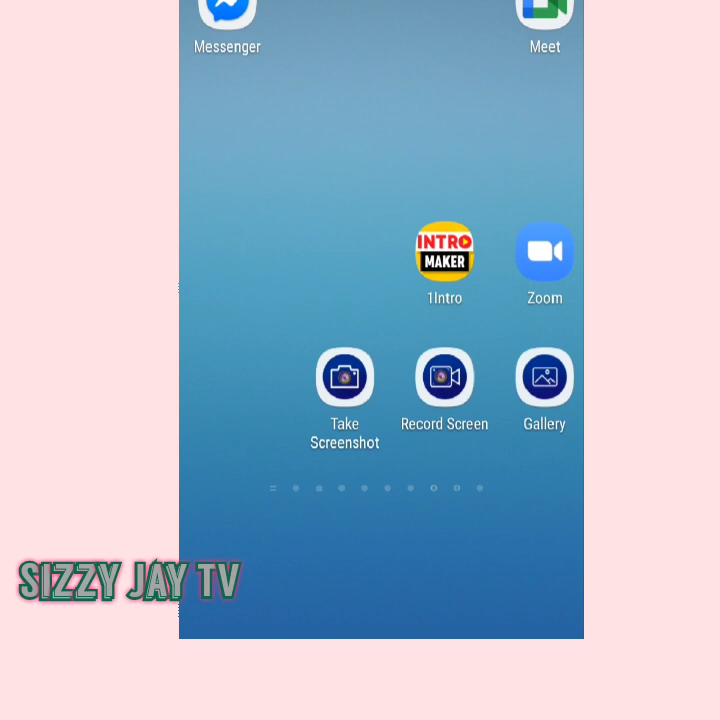 Messenger
Meet
INTRO
MAKER
1Intro
Zoom
Take
Screenshot
Record Screen
Gallery
SIZZY JAY TV